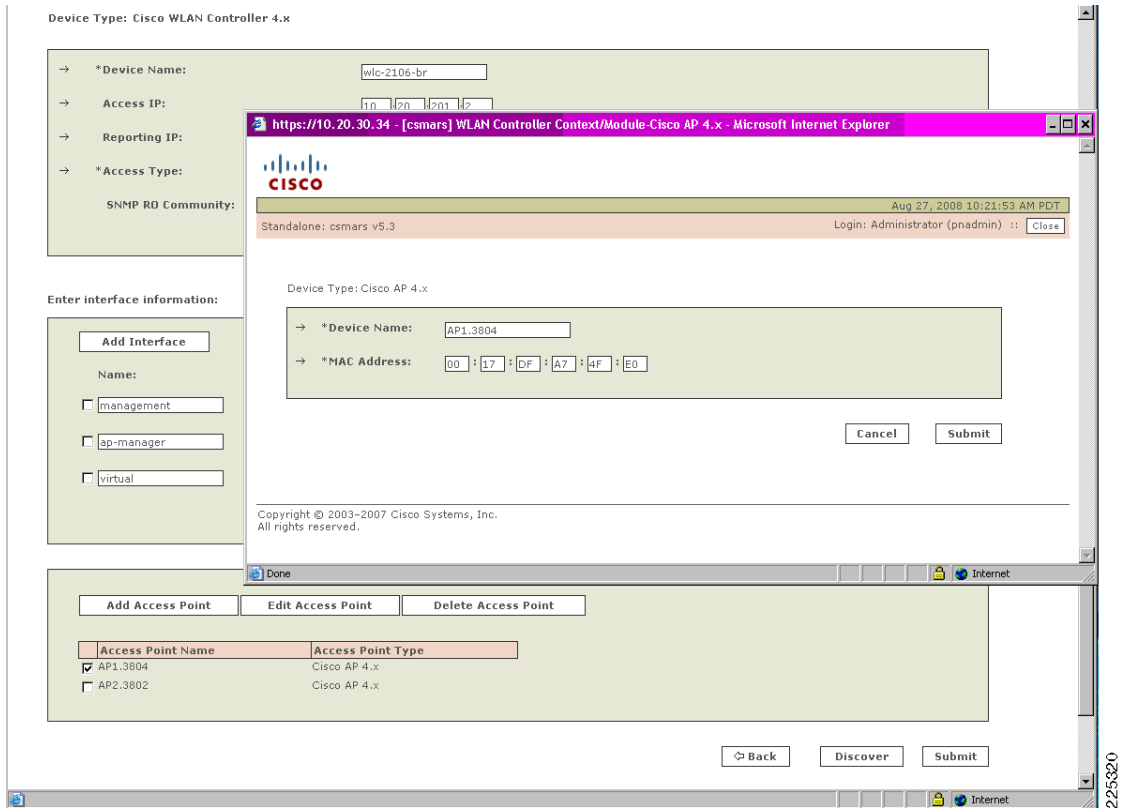 Device Type: Cisco WLAN Controller 4.x
→ *Device Name: wlc-2106-br
→ Access IP: 10 20 201 2
→ Reporting IP:
→ *Access Type:
SNMP RO Community:
https://10.20.30.34 - [csmars] WLAN Controller Context/Module-Cisco AP 4.x - Microsoft Internet Explorer
CISCO
Aug 27, 2008 10:21:53 AM PDT
Standalone: csmars v5.3 Login: Administrator (pnadmin) :: Close
Device Type: Cisco AP 4.x
→ *Device Name: AP1.3804
→ *MAC Address: 00 : 17 : DF : A7 : 4F : E0
Cancel Submit
Copyright © 2003-2007 Cisco Systems, Inc.
All rights reserved.
Done Internet
Enter interface information:
Add Interface
Name:
management
ap-manager
virtual
Add Access Point Edit Access Point Delete Access Point
Access Point Name Access Point Type
AP1.3804 Cisco AP 4.x
AP2.3802 Cisco AP 4.x
Back Discover Submit
Internet
225320